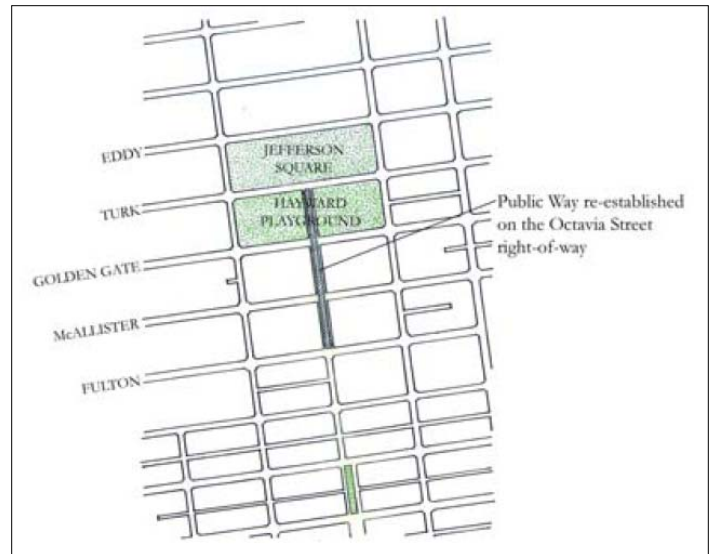 EDDY
JEFFERSON
SQUARE
TURK
HAYWARD
PLAYGROUND
Public Way re-established
on the Octavia Street
right-of-way
GOLDEN GATE
McALLISTER
FULTON